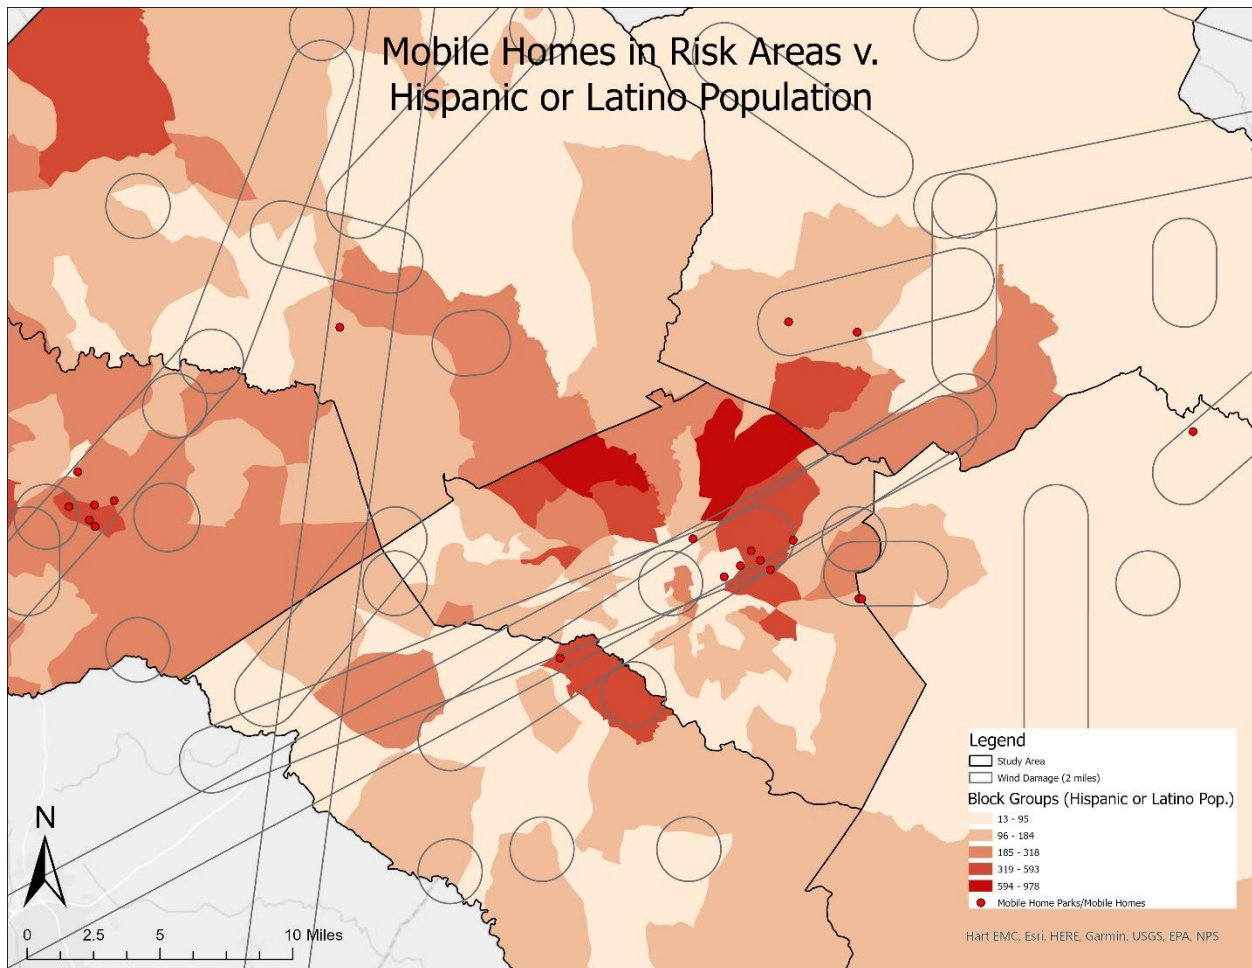 Mobile Homes in Risk Areas v.
Hispanic or Latino Population
Legend
Study Area
Wind Damage (2 miles)
Block Groups (Hispanic or Latino Pop.)
13 - 95
96 - 184
185 - 318
319 - 593
594 - 978
Mobile Home Parks/Mobile Homes
N
0 2.5 5 10 Miles
Hart EMC, Esri, HERE, Garmin, USGS, EPA, NPS